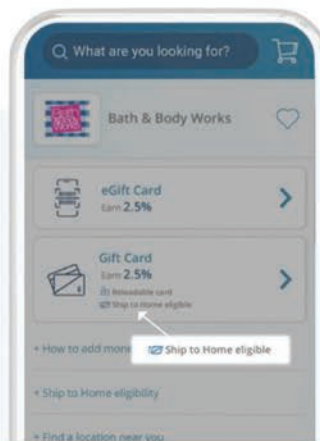 What are you looking for?
Bath & Body Works
eGift Card
Earn 2.5%
Gift Card
Earn 2.5%
Reloadable card
Ship to Home eligible
Ship to Home eligible
+ How to add mone
+ Ship to Home eligibility
+ Find a location near you